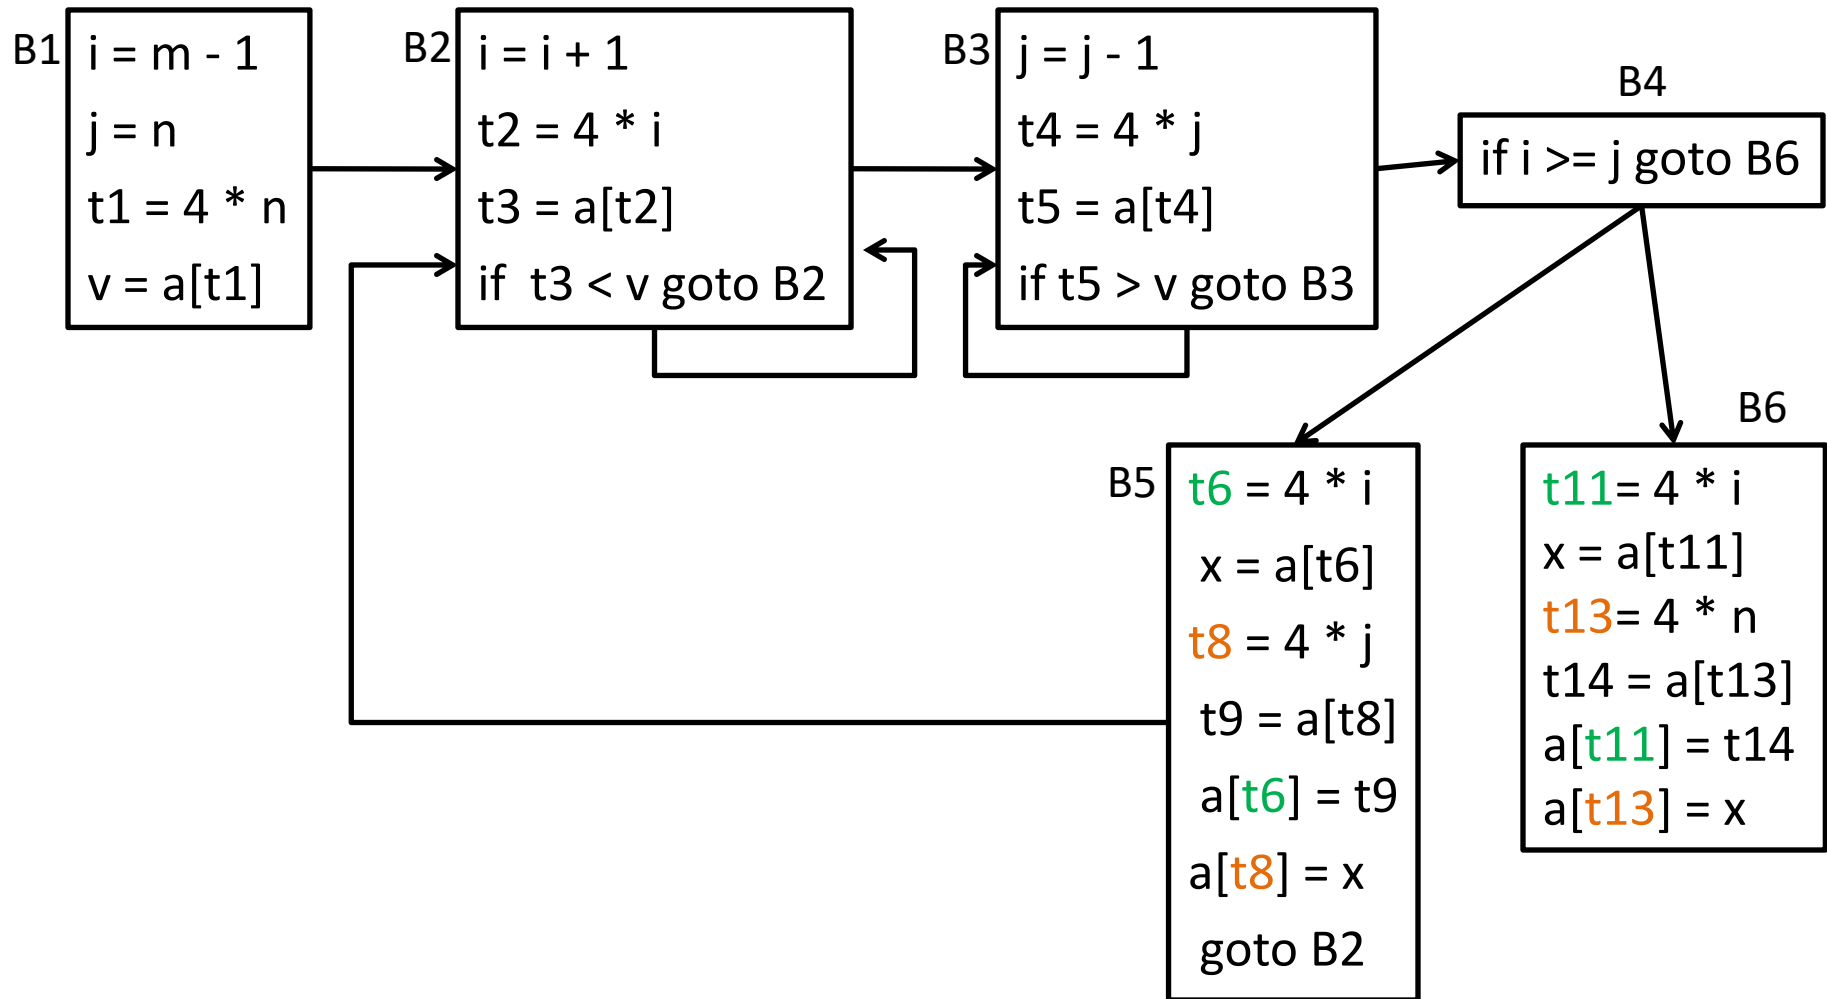 B1
i = m - 1
j = n
t1 = 4 * n
v = a[t1]
B2
i = i + 1
t2 = 4 * i
t3 = a[t2]
if t3 < v goto B2
B3
j = j - 1
t4 = 4 * j
t5 = a[t4]
if t5 > v goto B3
B4
if i >= j goto B6
B5
t6 = 4 * i
x = a[t6]
t8 = 4 * j
t9 = a[t8]
a[t6] = t9
a[t8] = x
goto B2
B6
t11= 4 * i
x = a[t11]
t13= 4 * n
t14 = a[t13]
a[t11] = t14
a[t13] = x